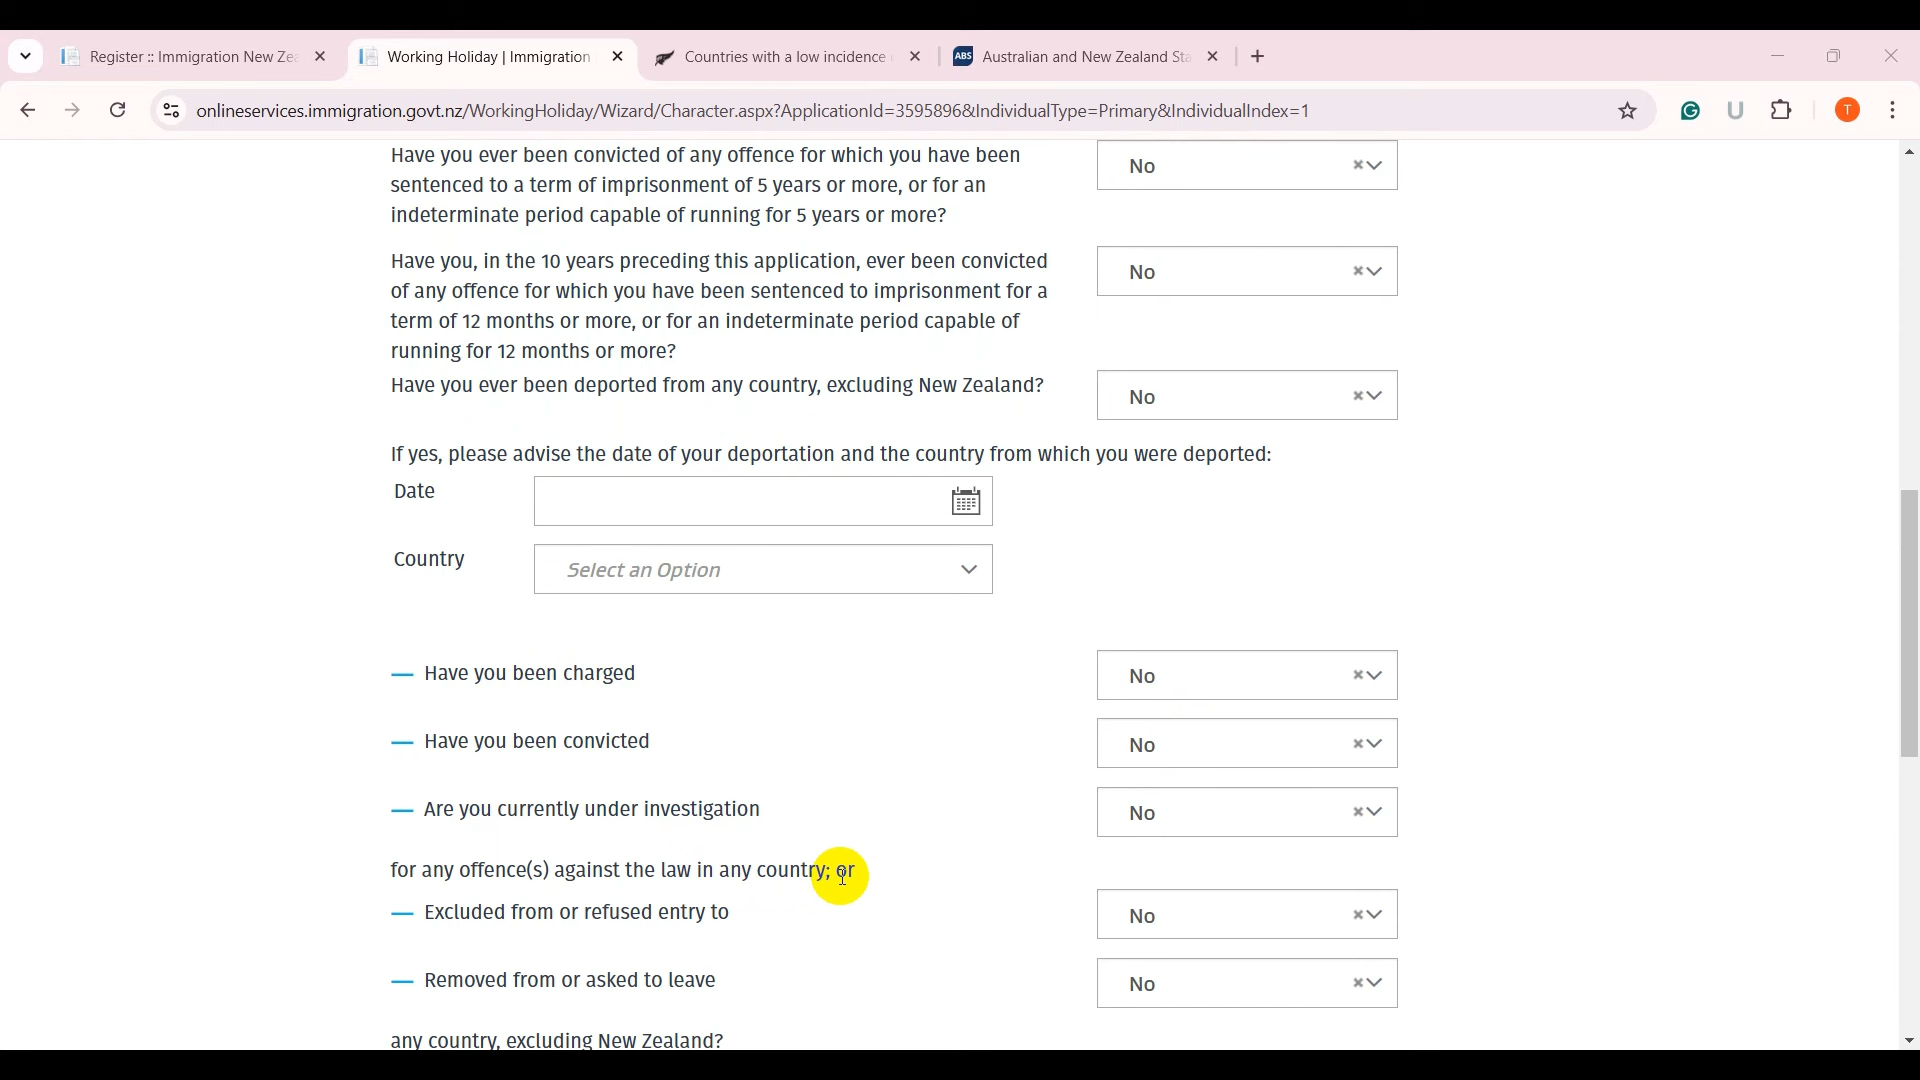 Register :: Immigration New Zea
Working Holiday | Immigration
Countries with a low incidence
ABS
Australian and New Zealand Sta
onlineservices.immigration.govt.nz/WorkingHoliday/Wizard/Character.aspx?ApplicationId=3595896&IndividualType=Primary&IndividualIndex=1
T
Have you ever been convicted of any offence for which you have been
sentenced to a term of imprisonment of 5 years or more, or for an
indeterminate period capable of running for 5 years or more?
No
Have you, in the 10 years preceding this application, ever been convicted
of any offence for which you have been sentenced to imprisonment for a
term of 12 months or more, or for an indeterminate period capable of
running for 12 months or more?
No
Have you ever been deported from any country, excluding New Zealand?
No
If yes, please advise the date of your deportation and the country from which you were deported:
Date
Country
Select an Option
Have you been charged
No
Have you been convicted
No
Are you currently under investigation
No
for any offence(s) against the law in any country; or
Excluded from or refused entry to
No
Removed from or asked to leave
No
any country, excluding New Zealand?